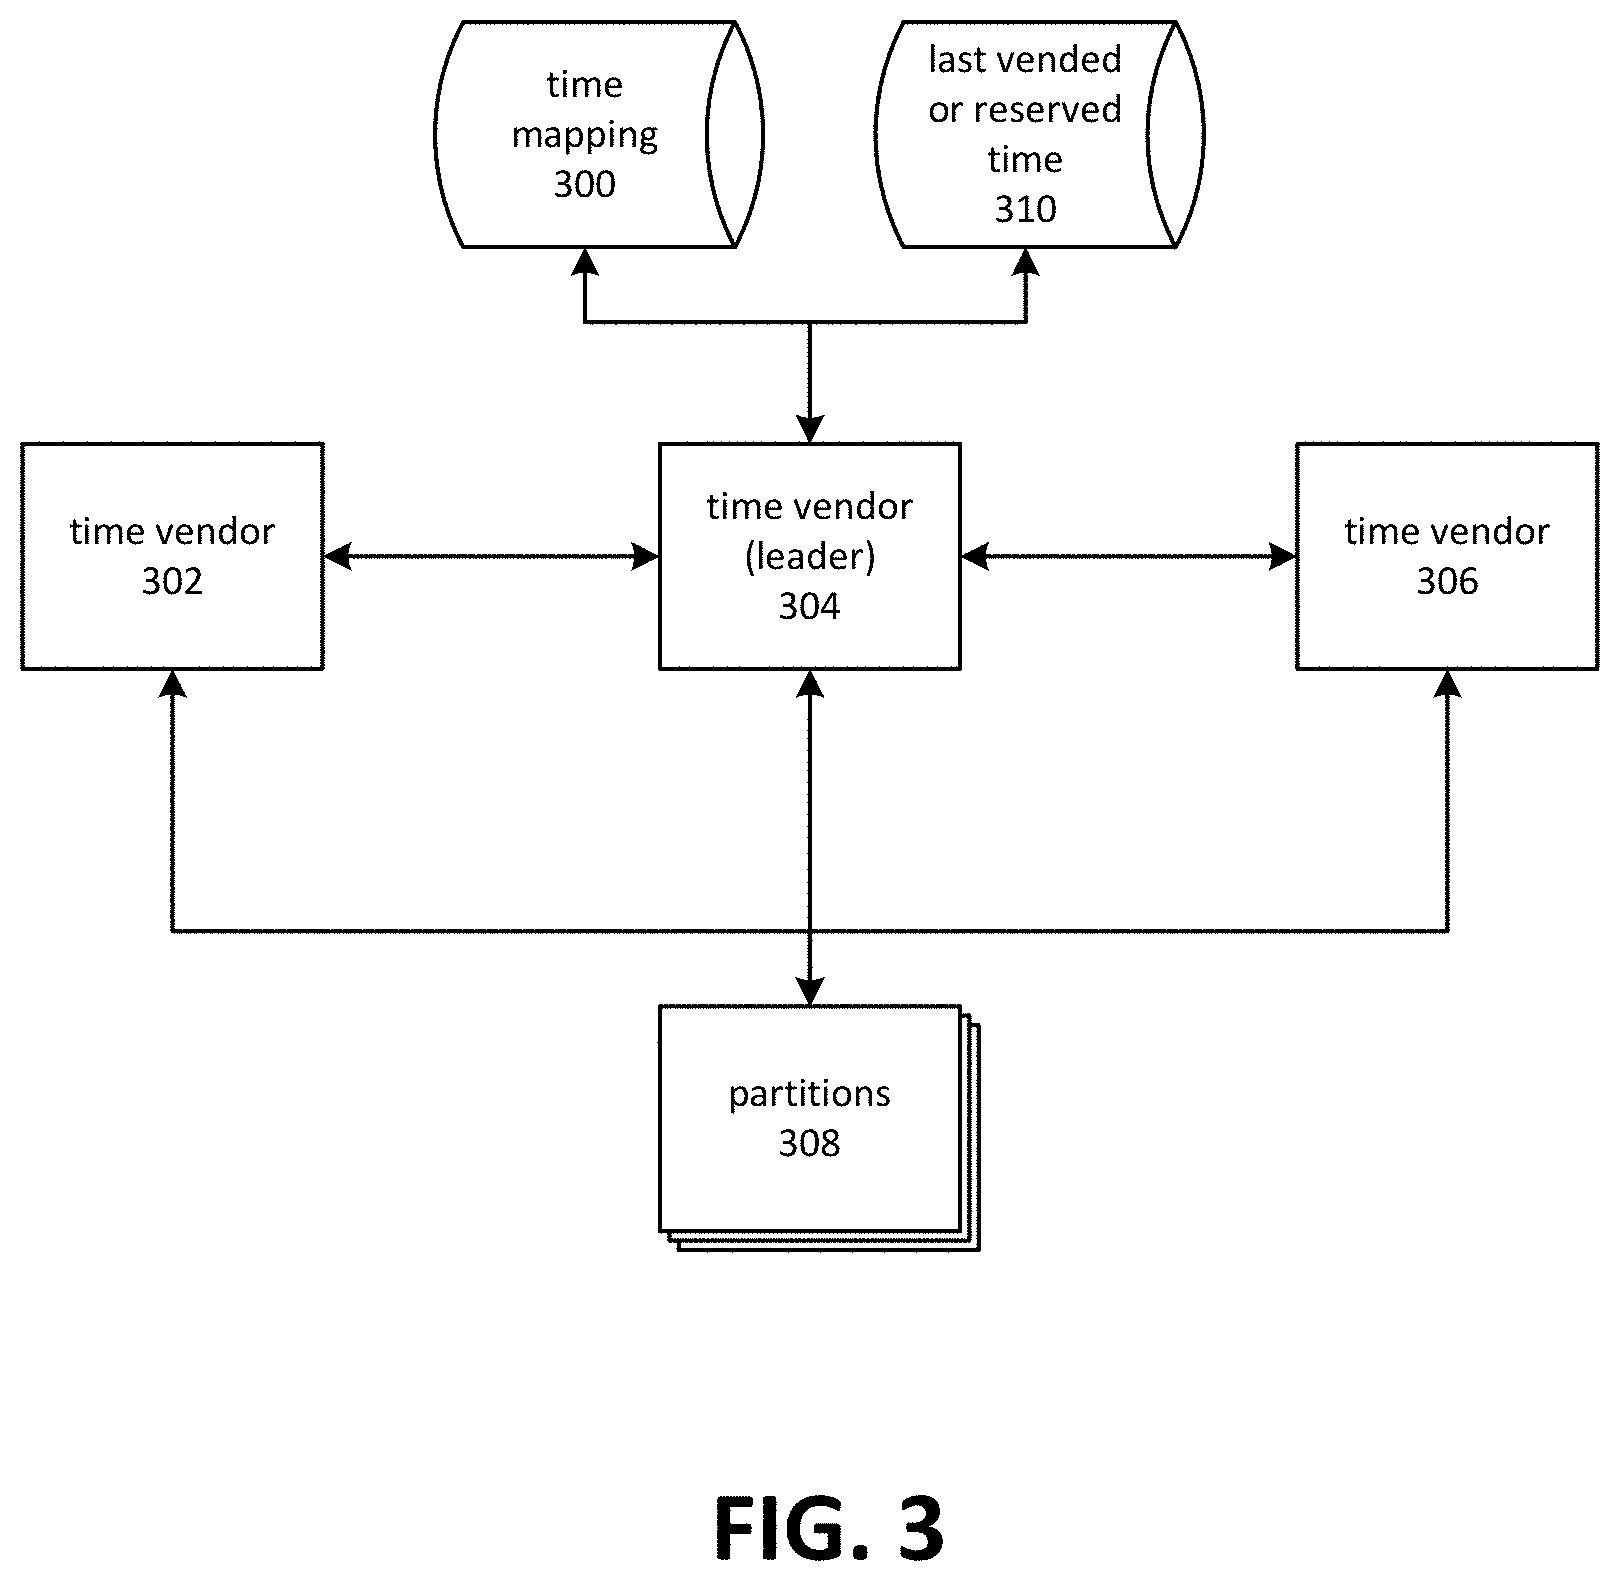 time
mapping
300
last vended
or reserved
time
310
time vendor
302
time vendor
(leader)
304
time vendor
306
partitions
308
FIG. 3